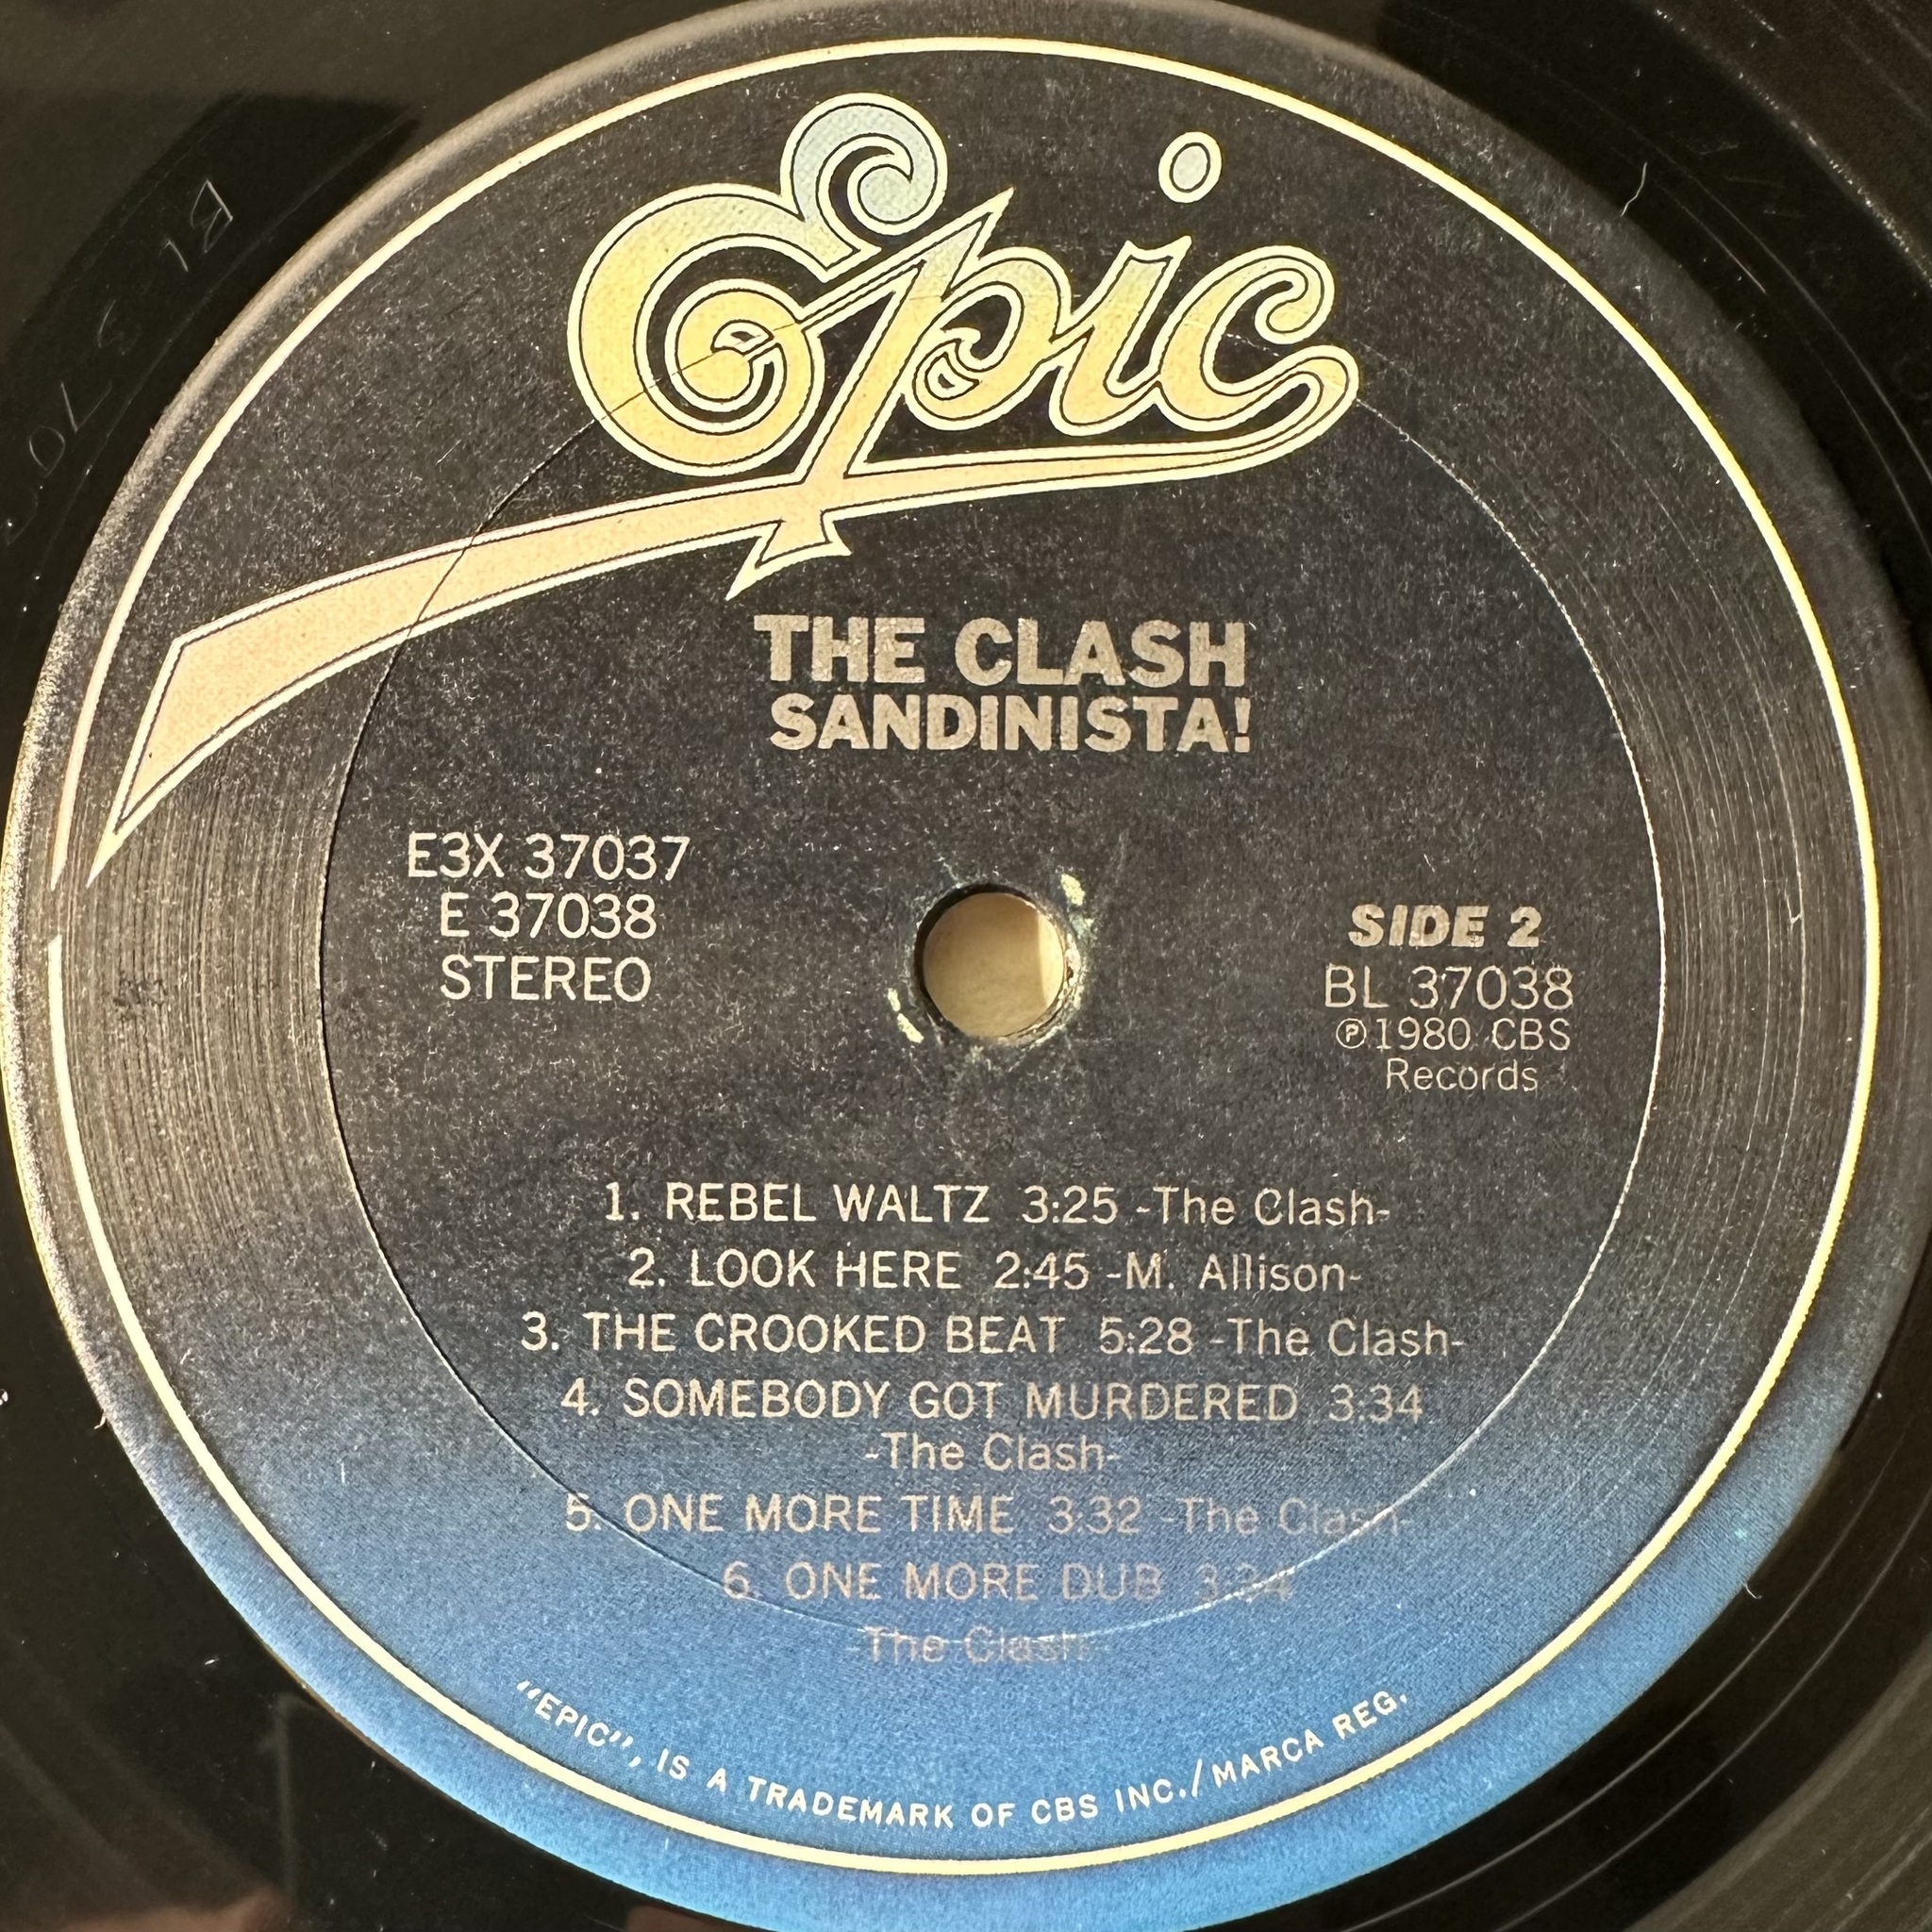 Epic
THE CLASH
SANDINISTA!
E3X 37037
E 37038
STEREO
SIDE 2
BL 37038
℗1980 CBS
Records
1. REBEL WALTZ 3:25 -The Clash-
2. LOOK HERE 2:45 -M. Allison-
3. THE CROOKED BEAT 5:28 -The Clash-
4. SOMEBODY GOT MURDERED 3:34
-The Clash-
5. ONE MORE TIME 3:32 -The Clash-
6. ONE MORE DUB 3:34
-The Clash-
"EPIC", IS A TRADEMARK OF CBS INC./MARCA REG.
BL 370